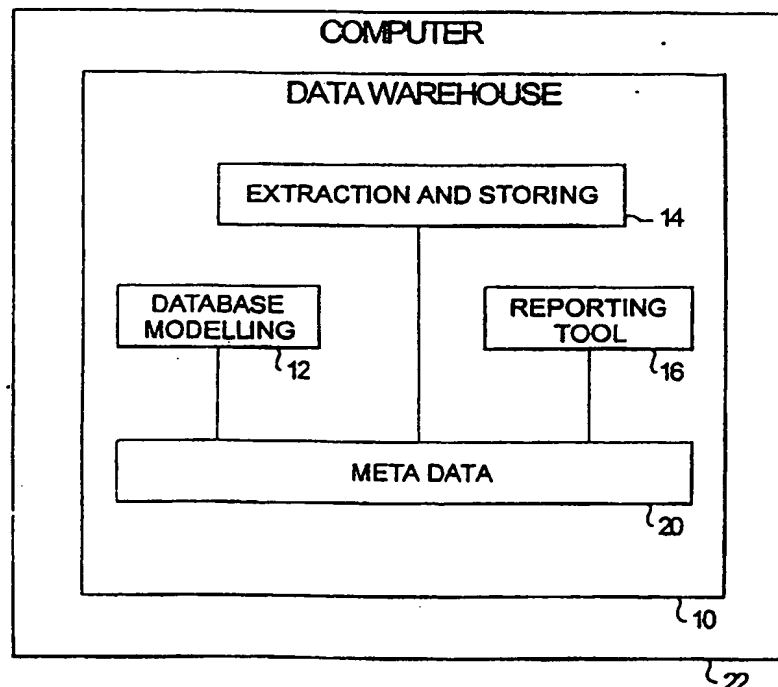 COMPUTER
DATA WAREHOUSE
EXTRACTION AND STORING
14
DATABASE
MODELLING
12
REPORTING
TOOL
16
META DATA
20
10
22